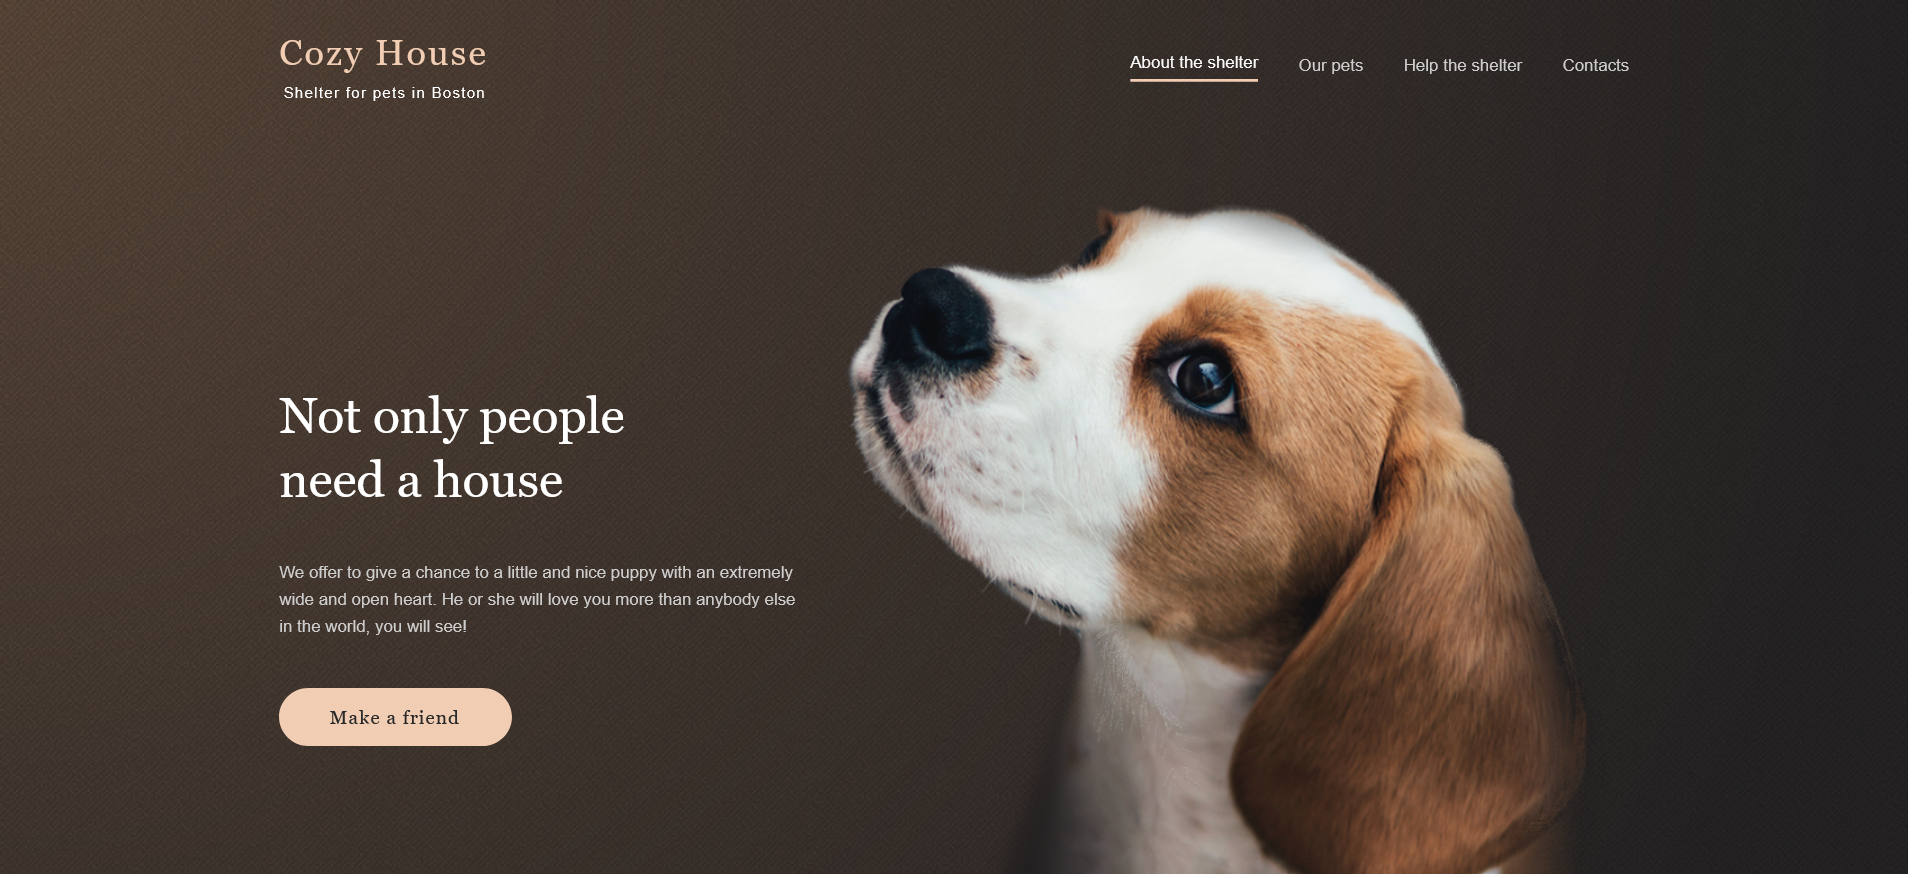 Cozy House
Shelter for pets in Boston
About the shelter
Our pets
Help the shelter
Contacts
Not only people
need a house
We offer to give a chance to a little and nice puppy with an extremely
wide and open heart. He or she will love you more than anybody else
in the world, you will see!
Make a friend